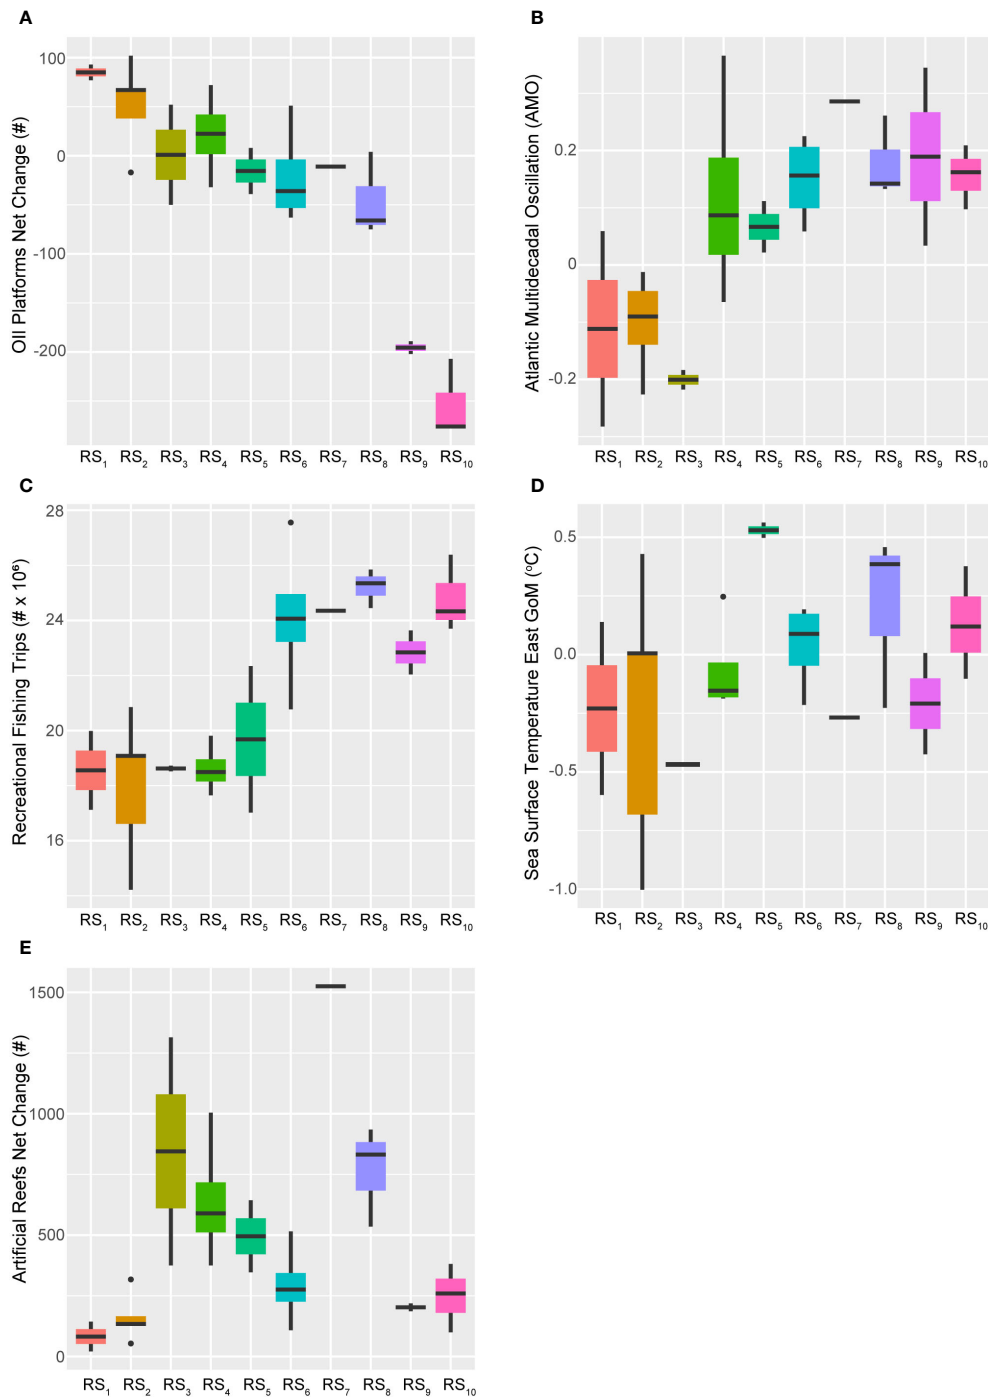 A
Oll Platforms Net Change (#)
100
0
-100
-200
RS1 RS2 RS3 RS4 RS5 RS6 RS7 RS8 RS9 RS10
B
Atlantic Multidecadal Oscillation (AMO)
0.2
0
-0.2
RS1 RS2 RS3 RS4 RS5 RS6 RS7 RS8 RS9 RS10
C
Recreational Fishing Trips (# x 10⁶)
28
24
20
16
RS1 RS2 RS3 RS4 RS5 RS6 RS7 RS8 RS9 RS10
D
Sea Surface Temperature East GoM (ºC)
0.5
0.0
-0.5
-1.0
RS1 RS2 RS3 RS4 RS5 RS6 RS7 RS8 RS9 RS10
E
Artificial Reefs Net Change (#)
1500
1000
500
0
RS1 RS2 RS3 RS4 RS5 RS6 RS7 RS8 RS9 RS10